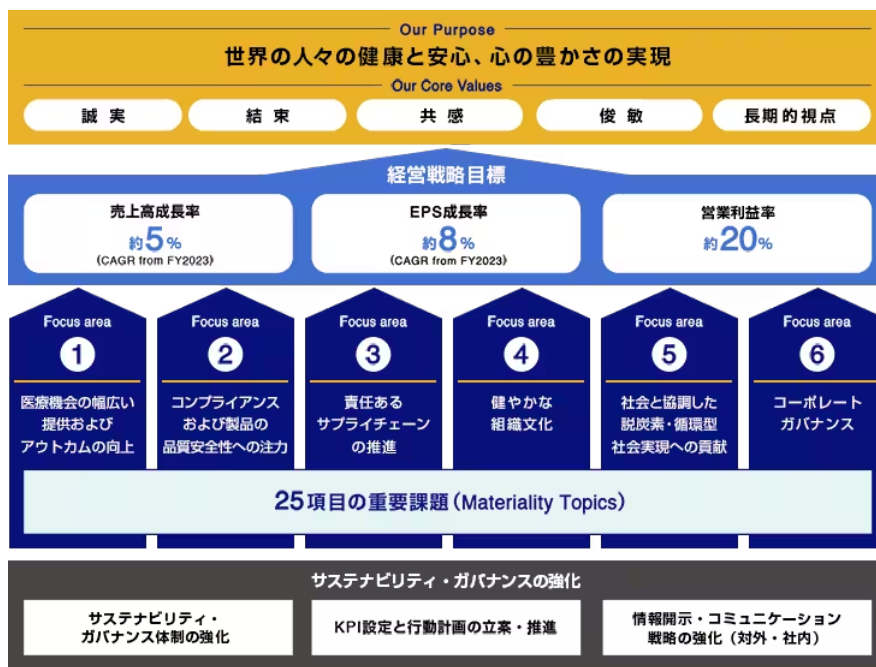 Our Purpose
世界の人々の健康と安心、心の豊かさの実現
Our Core Values
誠実
結束
共感
俊敏
長期的視点
経営戦略目標
売上高成長率
約5%
(CAGR from FY2023)
EPS成長率
約8%
(CAGR from FY2023)
営業利益率
約20%
Focus area
1
医療機会の幅広い
提供および
アウトカムの向上
Focus area
2
コンプライアンス
および製品の
品質安全性への注力
Focus area
3
責任ある
サプライチェーン
の推進
Focus area
4
健やかな
組織文化
Focus area
5
社会と協調した
脱炭素・循環型
社会実現への貢献
Focus area
6
コーポレート
ガバナンス
25項目の重要課題(Materiality Topics)
サステナビリティ・ガバナンスの強化
サステナビリティ・
ガバナンス体制の強化
KPI設定と行動計画の立案・推進
情報開示・コミュニケーション
戦略の強化(対外・社内)